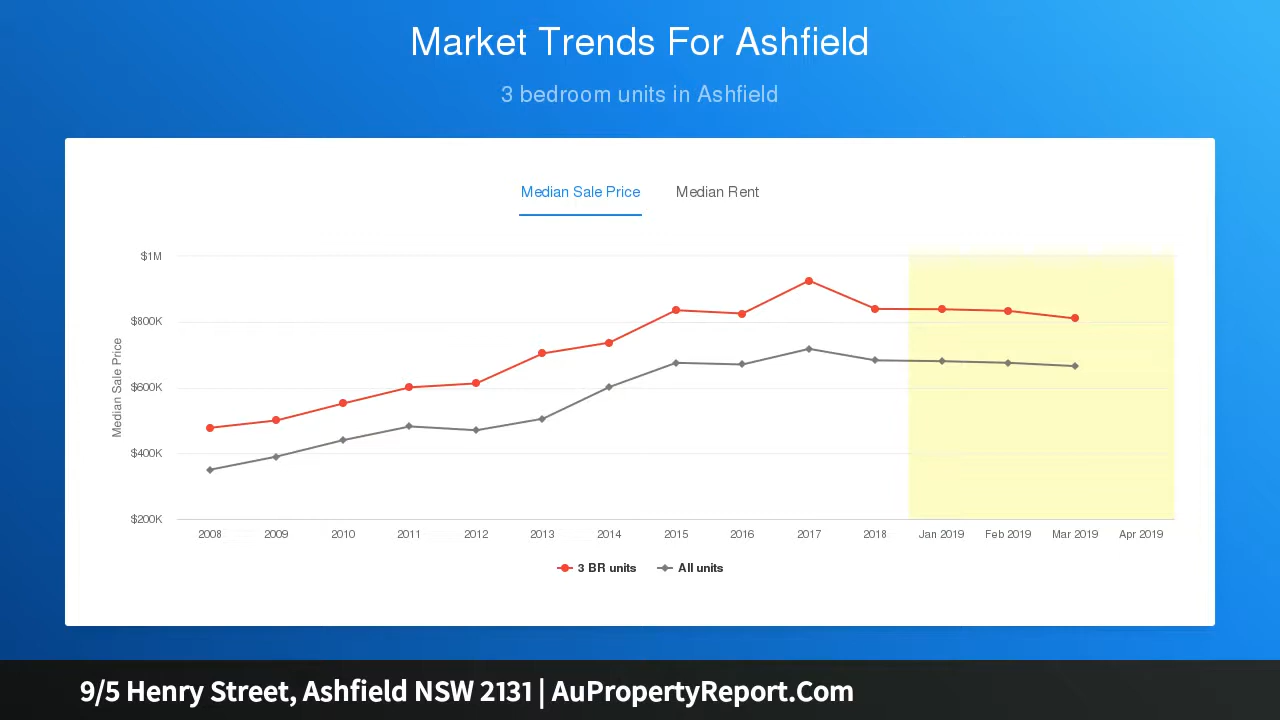 Market Trends For Ashfield
3 bedroom units in Ashfield
Median Sale Price Median Rent
$1M
$800K
$600K
$400K
$200K
Median Sale Price
2008 2009 2010 2011 2012 2013 2014 2015 2016 2017 2018 Jan 2019 Feb 2019 Mar 2019 Apr 2019
3 BR units All units
9/5 Henry Street, Ashfield NSW 2131 | AuPropertyReport.Com